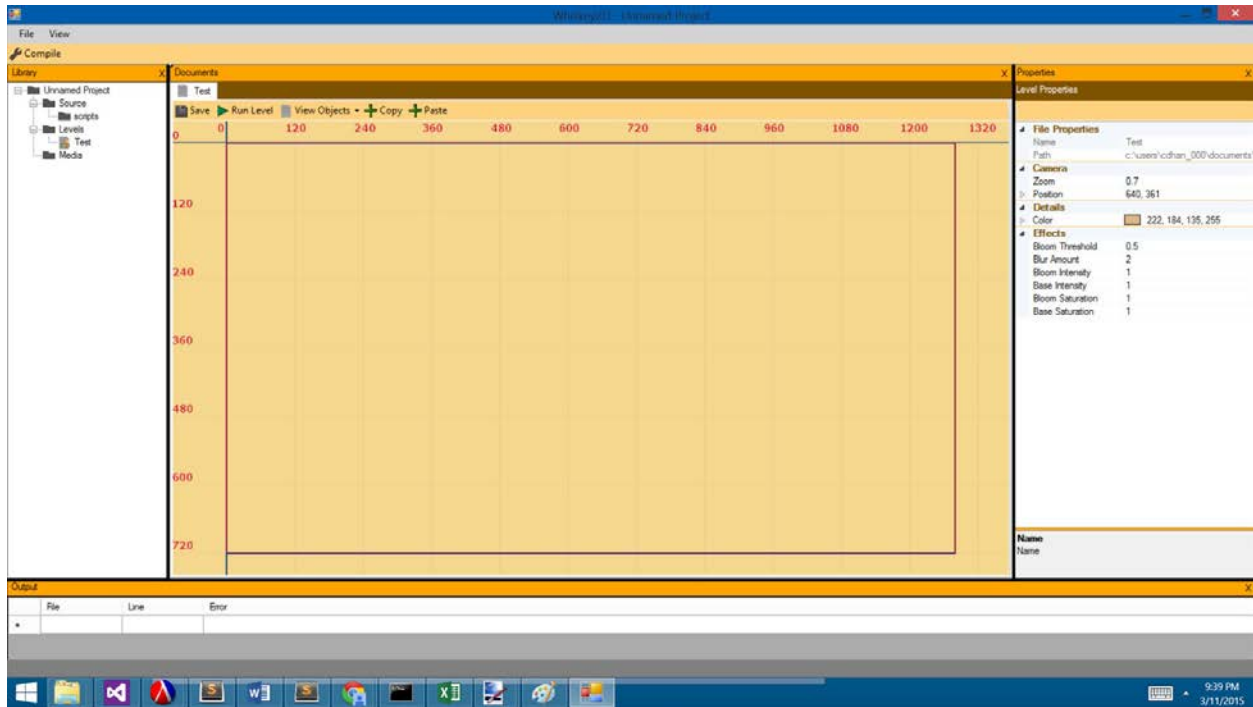 Whiskey2D - Unnamed Project
File View
Compile
Library X
Unnamed Project
Source
scripts
Levels
Test
Media
Documents X
Test
Save Run Level View Objects Copy Paste
0 0 120 240 360 480 600 720 840 960 1080 1200 1320
120
240
360
480
600
720
Properties X
Level Properties
File Properties
Name Test
Path c:\users\cdhan_000\documents\
Camera
Zoom 0.7
Position 640, 361
Details
Color 222, 184, 135, 255
Effects
Bloom Threshold 0.5
Blur Amount 2
Bloom Intensity 1
Base Intensity 1
Bloom Saturation 1
Base Saturation 1
Name
Name
Output X
File Line Error
9:39 PM
3/11/2015